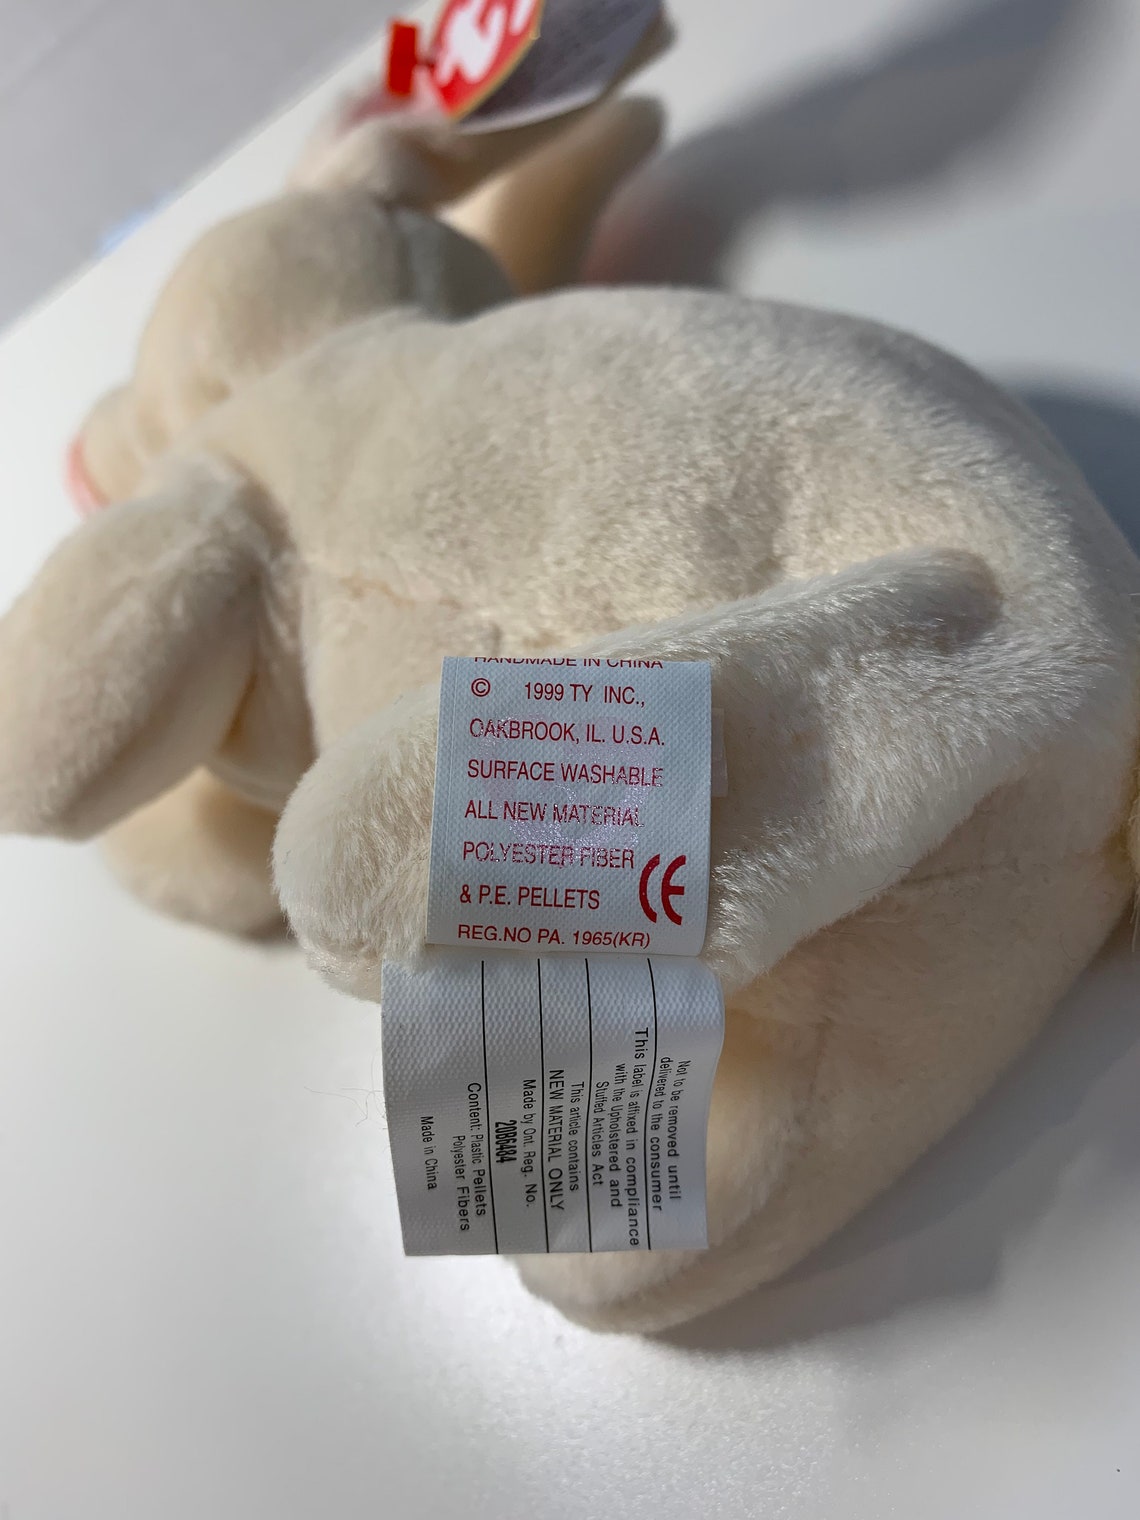 ty
HANDMADE IN CHINA
© 1999 TY INC.,
OAKBROOK, IL. U.S.A.
SURFACE WASHABLE
ALL NEW MATERIAL
POLYESTER FIBER
& P.E. PELLETS
CE
REG.NO PA. 1965(KR)
Not to be removed until
delivered to the consumer
This label is affixed in compliance
with the Upholstered and
Stuffed Articles Act
This article contains
NEW MATERIAL ONLY
Made by Ont. Reg. No.
2086484
Content: Plastic Pellets
Polyester Fibers
Made in China